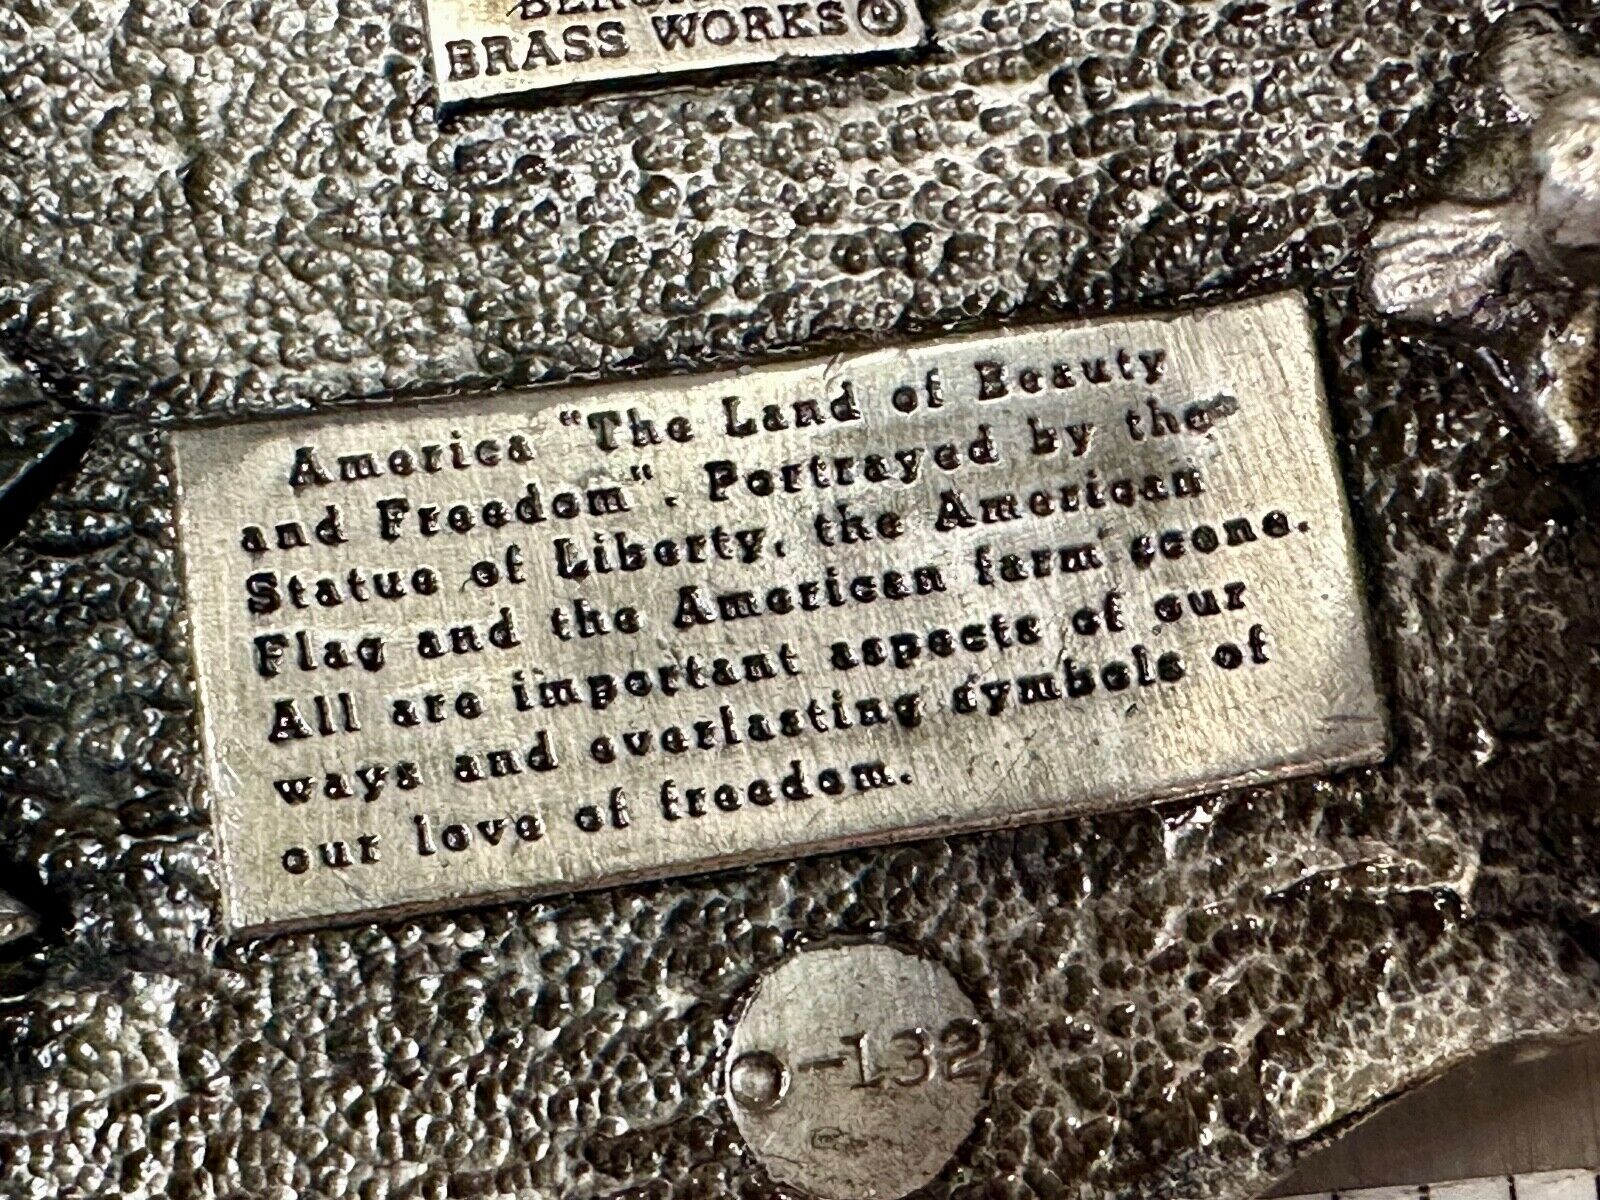 BRASS WORKS
America "The Land of Beauty
and Freedom". Portrayed by the
Statue of Liberty, the American
Flag and the American farm scene.
All are important aspects of our
ways and everlasting symbols of
our love of freedom.
-132